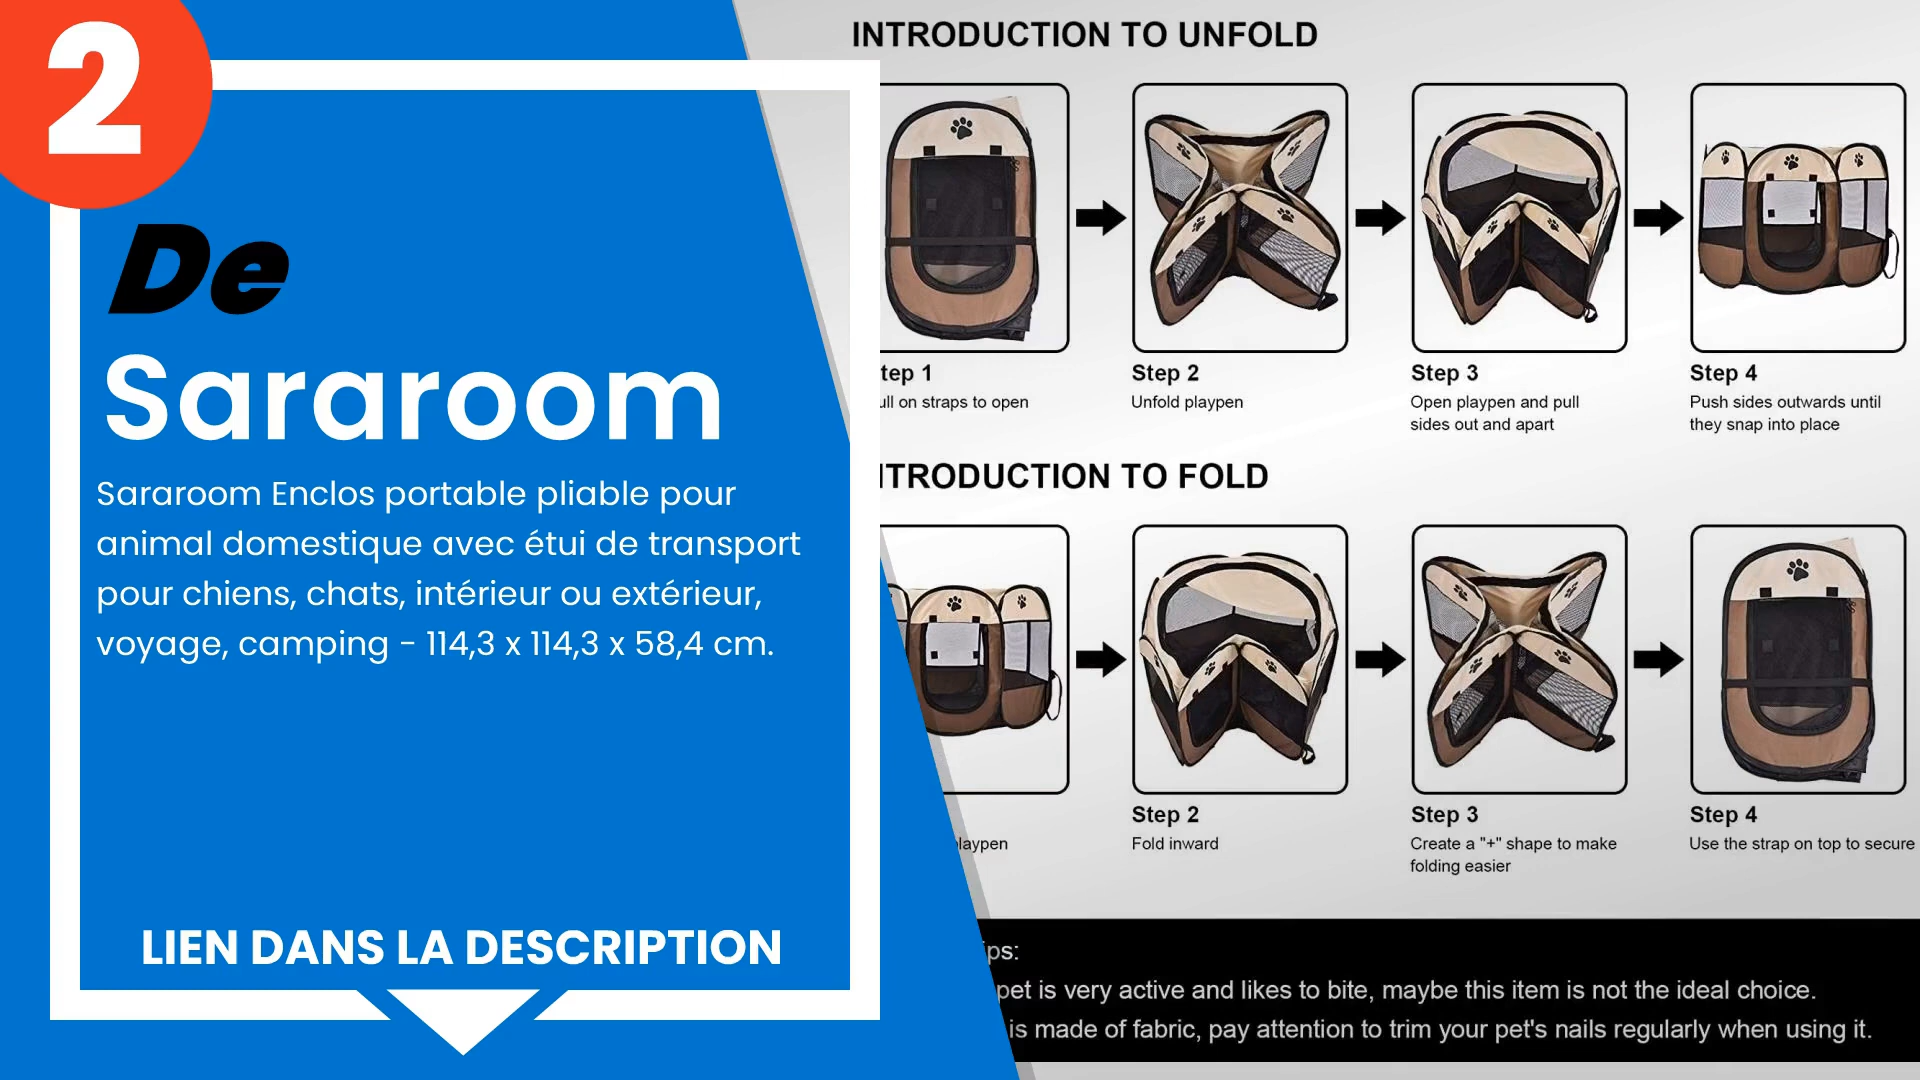 2
De
Sararoom
Sararoom Enclos portable pliable pour
animal domestique avec étui de transport
pour chiens, chats, intérieur ou extérieur,
voyage, camping - 114,3 x 114,3 x 58,4 cm.
LIEN DANS LA DESCRIPTION
INTRODUCTION TO UNFOLD
tep 1
ull on straps to open
Step 2
Unfold playpen
Step 3
Open playpen and pull
sides out and apart
Step 4
Push sides outwards until
they snap into place
NTRODUCTION TO FOLD
playpen
Step 2
Fold inward
Step 3
Create a "+" shape to make
folding easier
Step 4
Use the strap on top to secure
ips:
pet is very active and likes to bite, maybe this item is not the ideal choice.
is made of fabric, pay attention to trim your pet's nails regularly when using it.